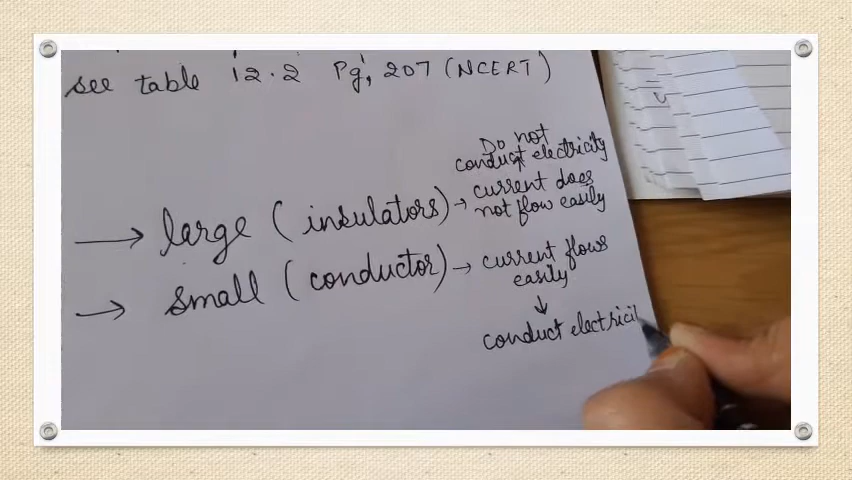 see table 12.2 Pg, 207 (NCERT)
Do not
conduct electricity
→ large (insulators) → current does
not flow easily
→ small (conductor) → current flows
easily
↓
conduct electricit